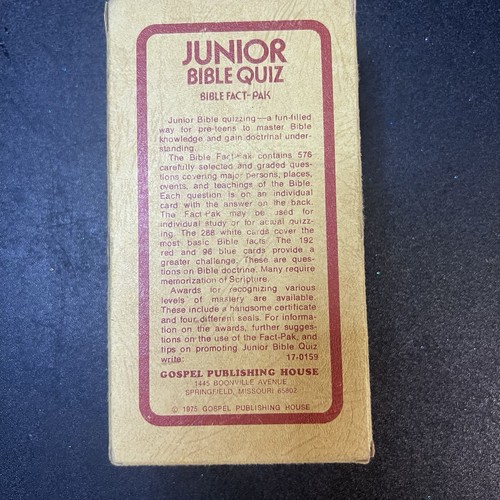 JUNIOR
BIBLE QUIZ
BIBLE FACT-PAK
Junior Bible quizzing—a fun-filled
way for pre-teens to master Bible
knowledge and gain doctrinal under-
standing.
The Bible Fact-Pak contains 576
carefully selected and graded ques-
tions covering major persons, places,
events, and teachings of the Bible.
Each question is on an individual
card with the answer on the back.
The Fact-Pak may be used for
individual study or for actual quizz-
ing. The 288 white cards cover the
most basic Bible facts. The 192
red and 96 blue cards provide a
greater challenge. These are ques-
tions on Bible doctrine. Many require
memorization of Scripture.
Awards for recognizing various
levels of mastery are available.
These include a handsome certificate
and four different seals. For informa-
tion on the awards, further sugges-
tions on the use of the Fact-Pak, and
tips on promoting Junior Bible Quiz
write: 17-0159
GOSPEL PUBLISHING HOUSE
1445 BOONVILLE AVENUE
SPRINGFIELD, MISSOURI 65802
© 1975 GOSPEL PUBLISHING HOUSE